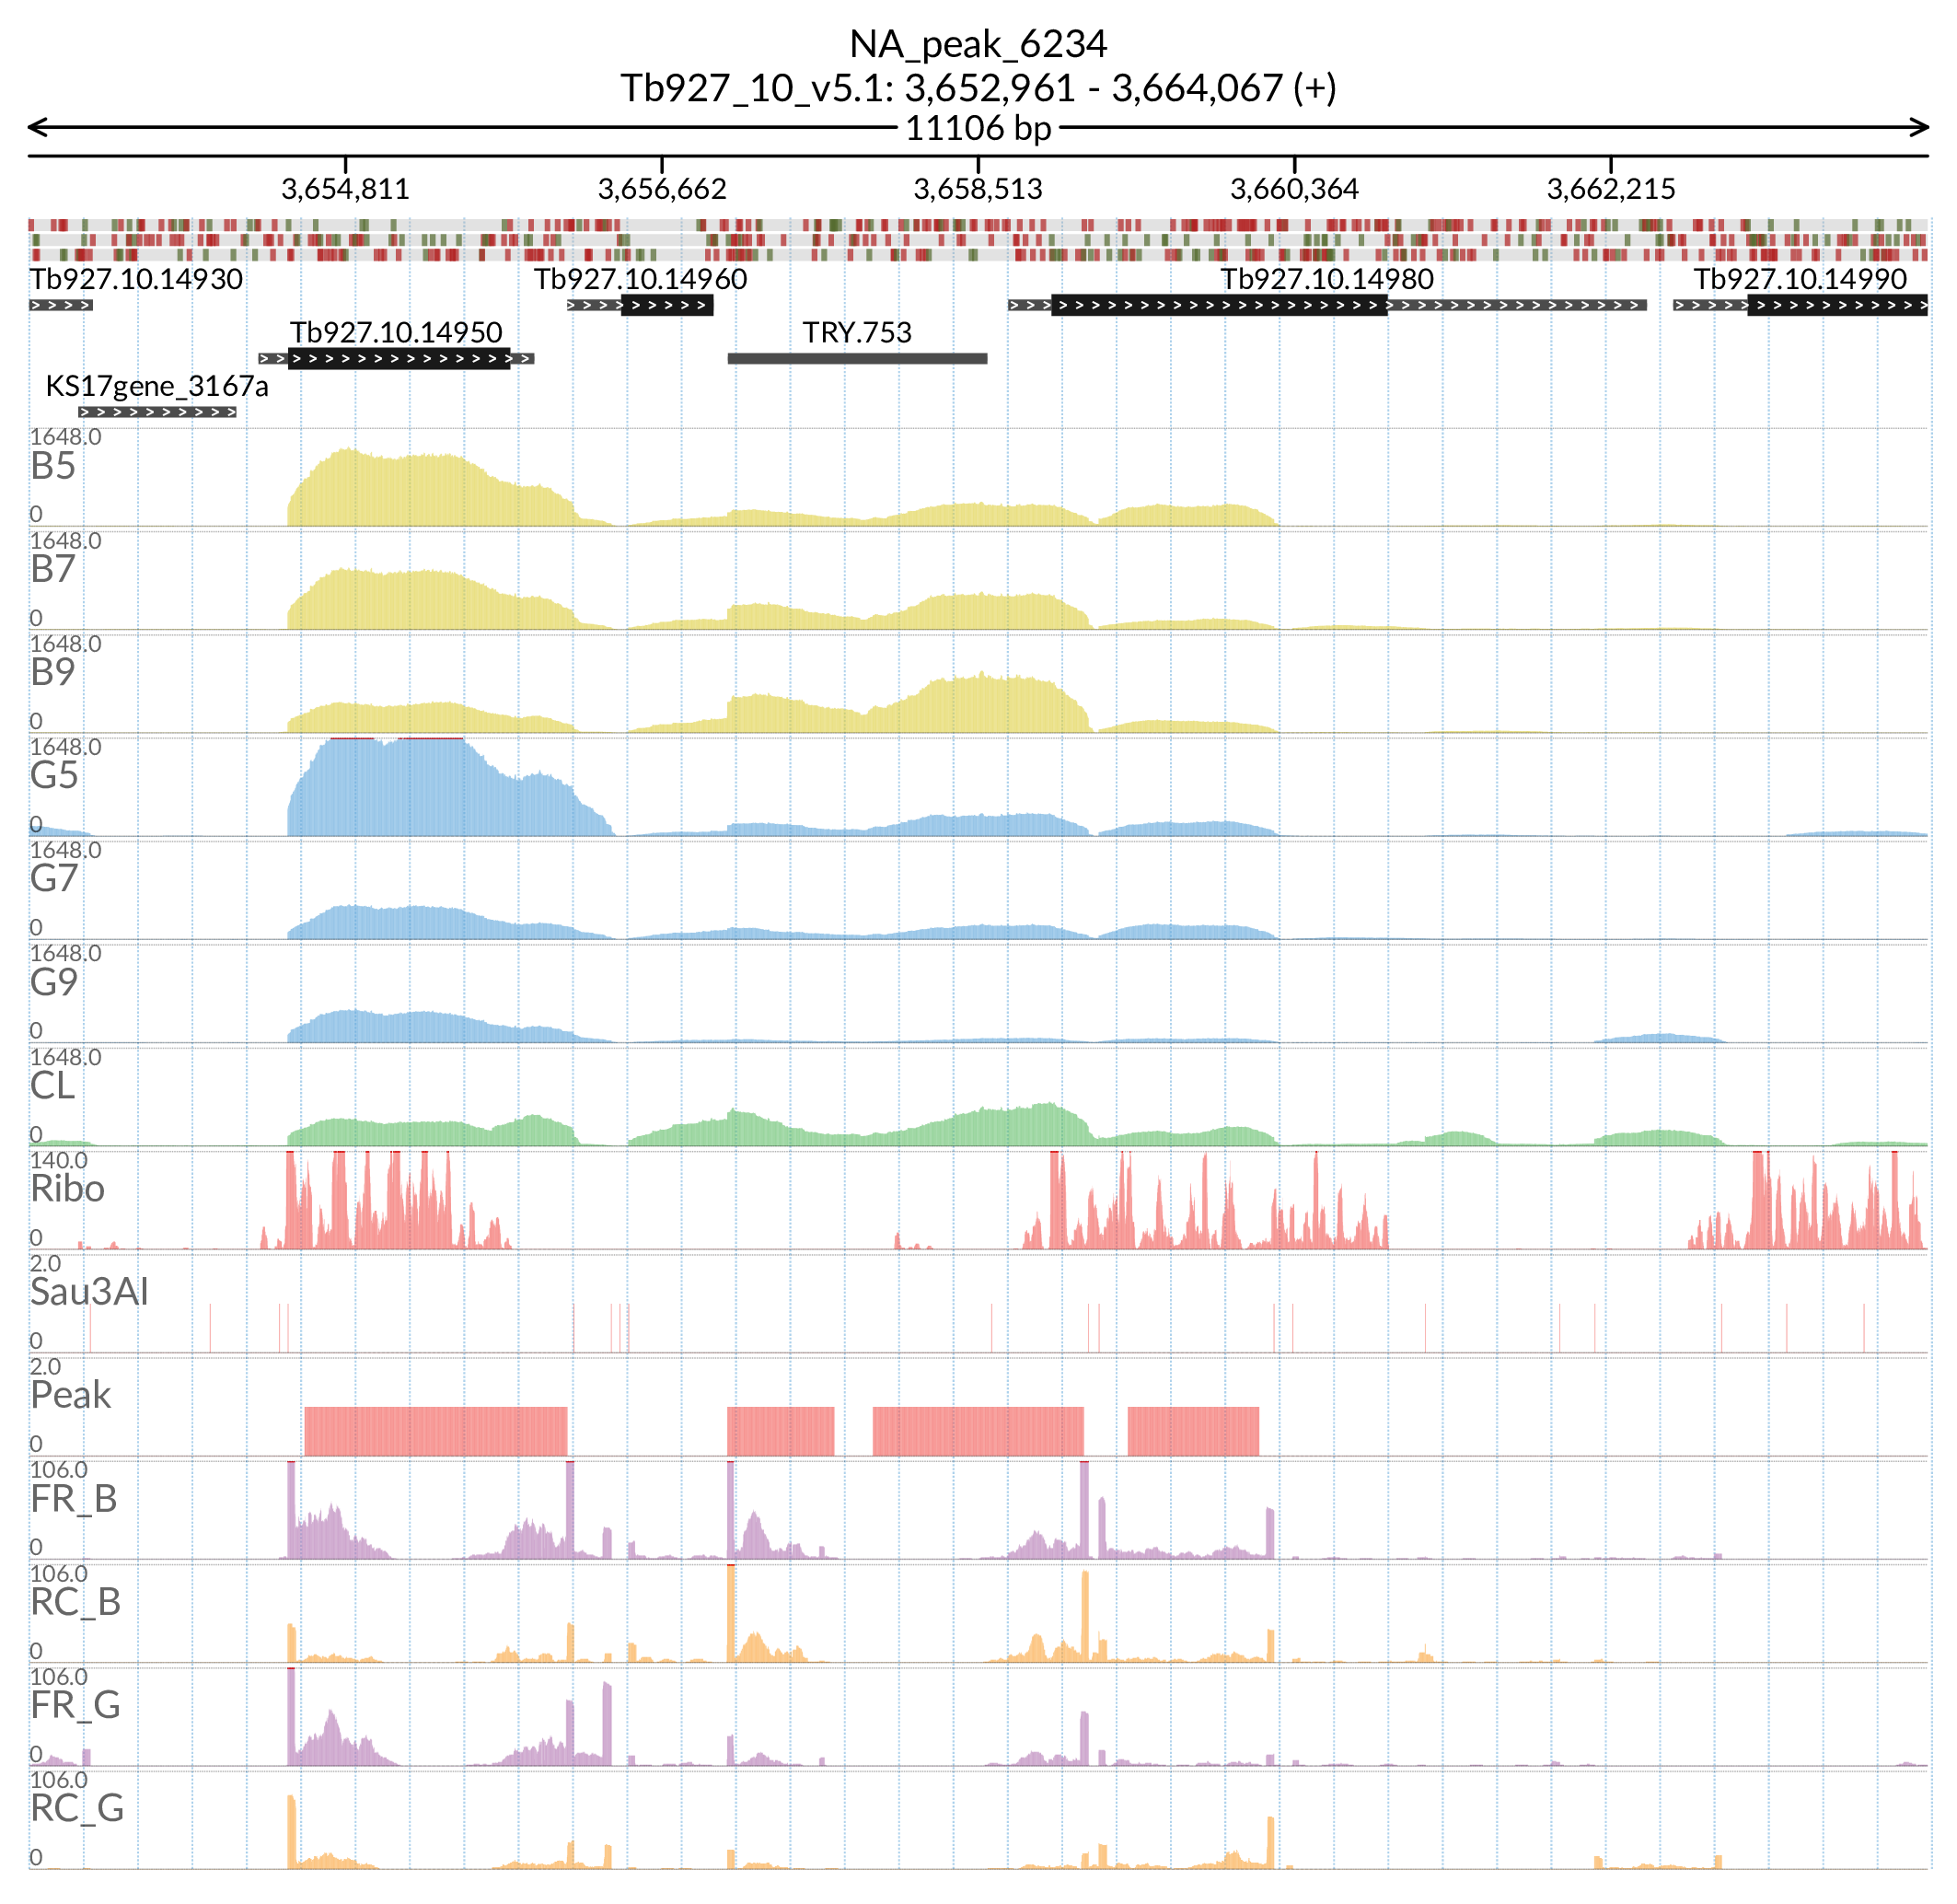 NA_peak_6234
Tb927_10_v5.1: 3,652,961 - 3,664,067 (+)
11106 bp
3,654,811 3,656,662 3,658,513 3,660,364 3,662,215
Tb927.10.14930 Tb927.10.14960 Tb927.10.14980 Tb927.10.14990
Tb927.10.14950 TRY.753
KS17gene_3167a
1648.0
B5
0
1648.0
B7
0
1648.0
B9
0
1648.0
G5
0
1648.0
G7
0
1648.0
G9
0
1648.0
CL
0
140.0
Ribo
0
2.0
Sau3AI
0
2.0
Peak
0
106.0
FR_B
0
106.0
RC_B
0
106.0
FR_G
0
106.0
RC_G
0